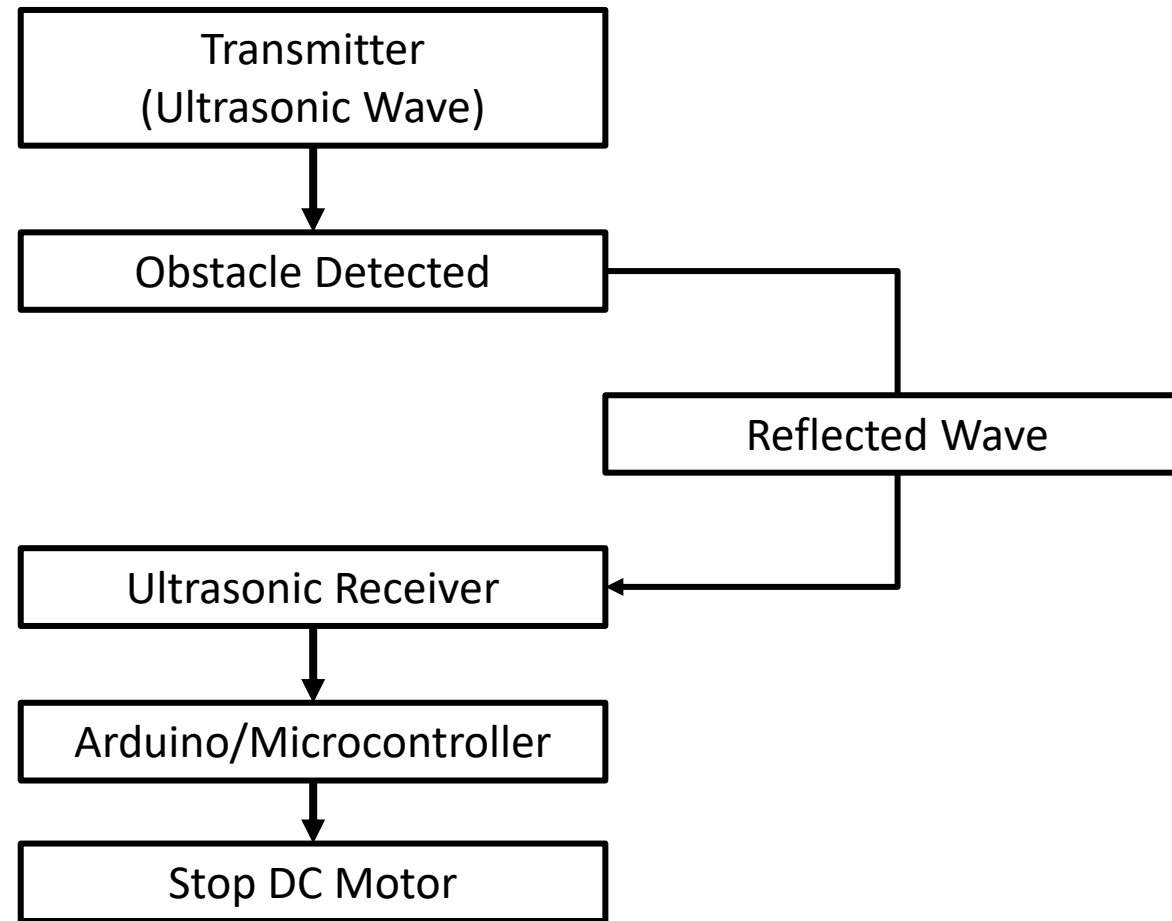 Transmitter
(Ultrasonic Wave)
Obstacle Detected
Reflected Wave
Ultrasonic Receiver
Arduino/Microcontroller
Stop DC Motor